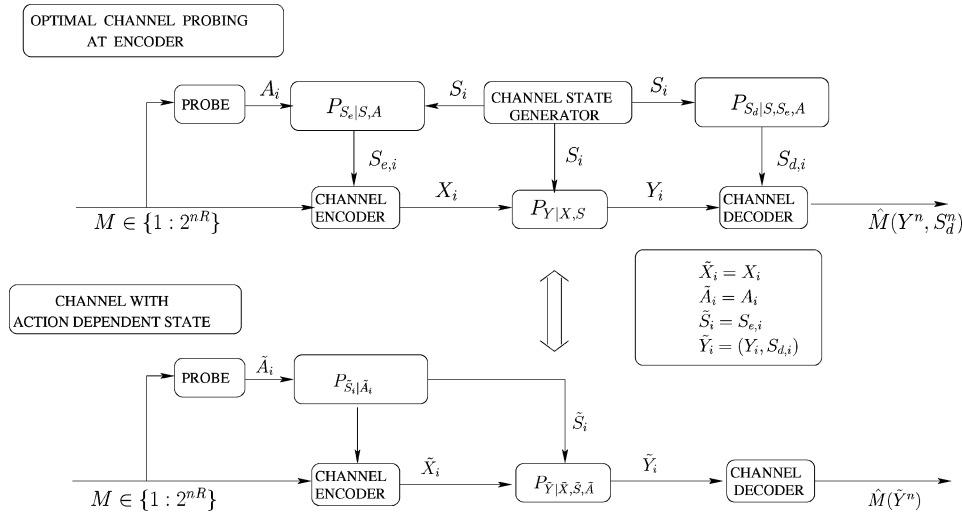 OPTIMAL CHANNEL PROBING
AT ENCODER
PROBE
A_i
P_{S_e|S,A}
S_i
CHANNEL STATE
GENERATOR
S_i
P_{S_d|S,S_e,A}
S_{e,i}
S_i
S_{d,i}
M ∈ {1 : 2^{nR}}
CHANNEL
ENCODER
X_i
P_{Y|X,S}
Y_i
CHANNEL
DECODER
M̂(Y^n, S_d^n)
X̃_i = X_i
Ã_i = A_i
S̃_i = S_{e,i}
Ỹ_i = (Y_i, S_{d,i})
CHANNEL WITH
ACTION DEPENDENT STATE
PROBE
Ã_i
P_{S̃_i|Ã_i}
S̃_i
M ∈ {1 : 2^{nR}}
CHANNEL
ENCODER
X̃_i
P_{Ỹ|X̃,S̃,Ã}
Ỹ_i
CHANNEL
DECODER
M̂(Ỹ^n)